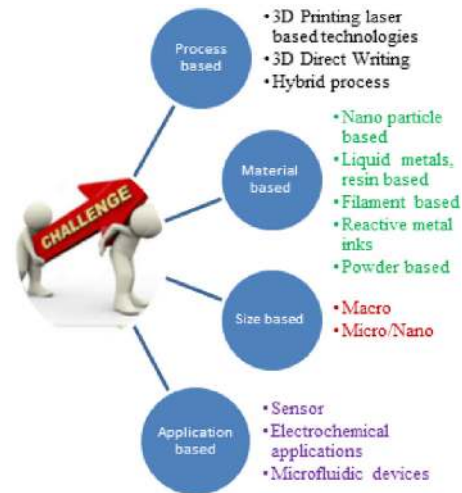 CHALLENGE
Process
based
• 3D Printing laser
based technologies
• 3D Direct Writing
• Hybrid process
Material
based
• Nano particle
based
• Liquid metals,
resin based
• Filament based
• Reactive metal
inks
• Powder based
Size based
• Macro
• Micro/Nano
Application
based
• Sensor
• Electrochemical
applications
• Microfluidic devices